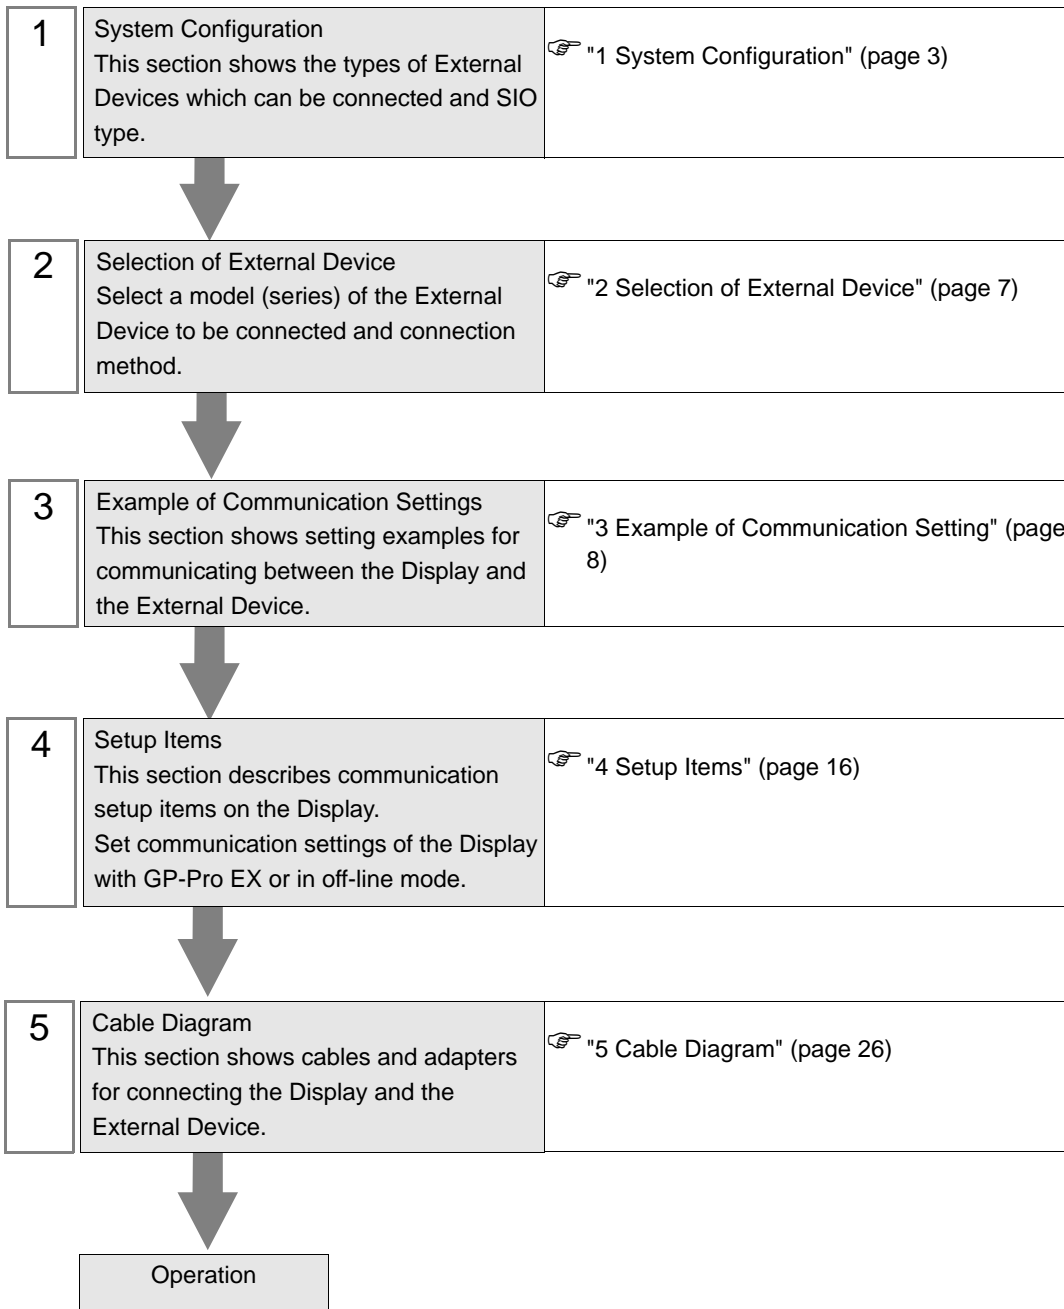 1
System Configuration
This section shows the types of External
Devices which can be connected and SIO
type.
"1 System Configuration" (page 3)
2
Selection of External Device
Select a model (series) of the External
Device to be connected and connection
method.
"2 Selection of External Device" (page 7)
3
Example of Communication Settings
This section shows setting examples for
communicating between the Display and
the External Device.
"3 Example of Communication Setting" (page
8)
4
Setup Items
This section describes communication
setup items on the Display.
Set communication settings of the Display
with GP-Pro EX or in off-line mode.
"4 Setup Items" (page 16)
5
Cable Diagram
This section shows cables and adapters
for connecting the Display and the
External Device.
"5 Cable Diagram" (page 26)
Operation